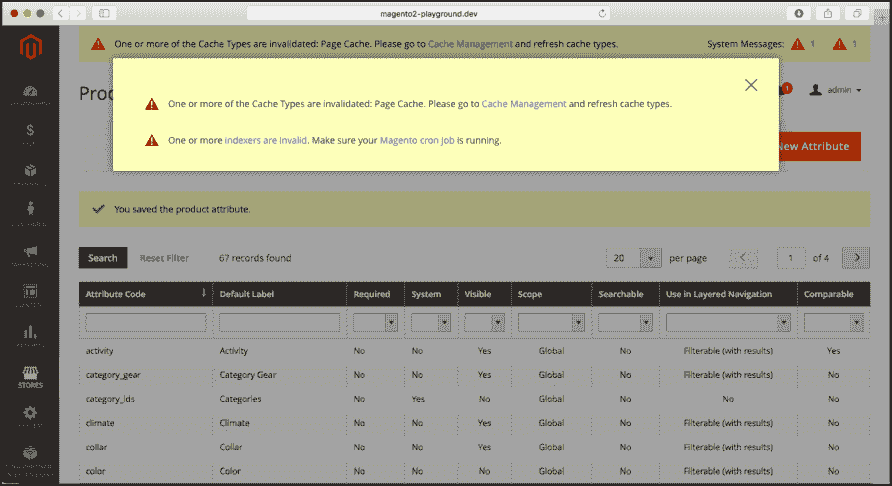 magento2-playground.dev
One or more of the Cache Types are invalidated: Page Cache. Please go to Cache Management and refresh cache types. System Messages: 1 1
Prod
1 admin
One or more of the Cache Types are invalidated: Page Cache. Please go to Cache Management and refresh cache types.
One or more indexers are invalid. Make sure your Magento cron job is running.
New Attribute
You saved the product attribute.
Search Reset Filter 67 records found 20 per page 1 of 4
Attribute Code Default Label Required System Visible Scope Searchable Use in Layered Navigation Comparable
activity Activity No No Yes Global No Filterable (with results) Yes
category_gear Category Gear No No Yes Global No Filterable (with results) No
category_ids Categories No Yes No Global No No No
climate Climate No No Yes Global No Filterable (with results) No
collar Collar No No Yes Global No Filterable (with results) No
color Color No No No Global No Filterable (with results) No
$
STORES